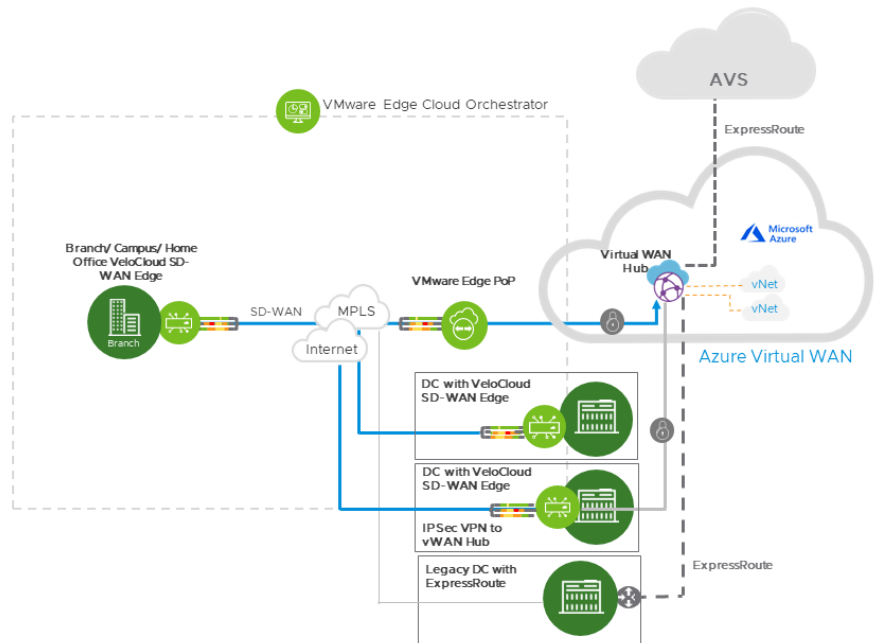 AVS
VMware Edge Cloud Orchestrator
ExpressRoute
Branch/ Campus/ Home
Office VeloCloud SD-
WAN Edge
Microsoft
Azure
Virtual WAN
Hub
VMware Edge PoP
vNet
vNet
SD-WAN
MPLS
Internet
Branch
Azure Virtual WAN
DC with VeloCloud
SD-WAN Edge
DC with VeloCloud
SD-WAN Edge
IPSec VPN to
vWAN Hub
Legacy DC with
ExpressRoute
ExpressRoute